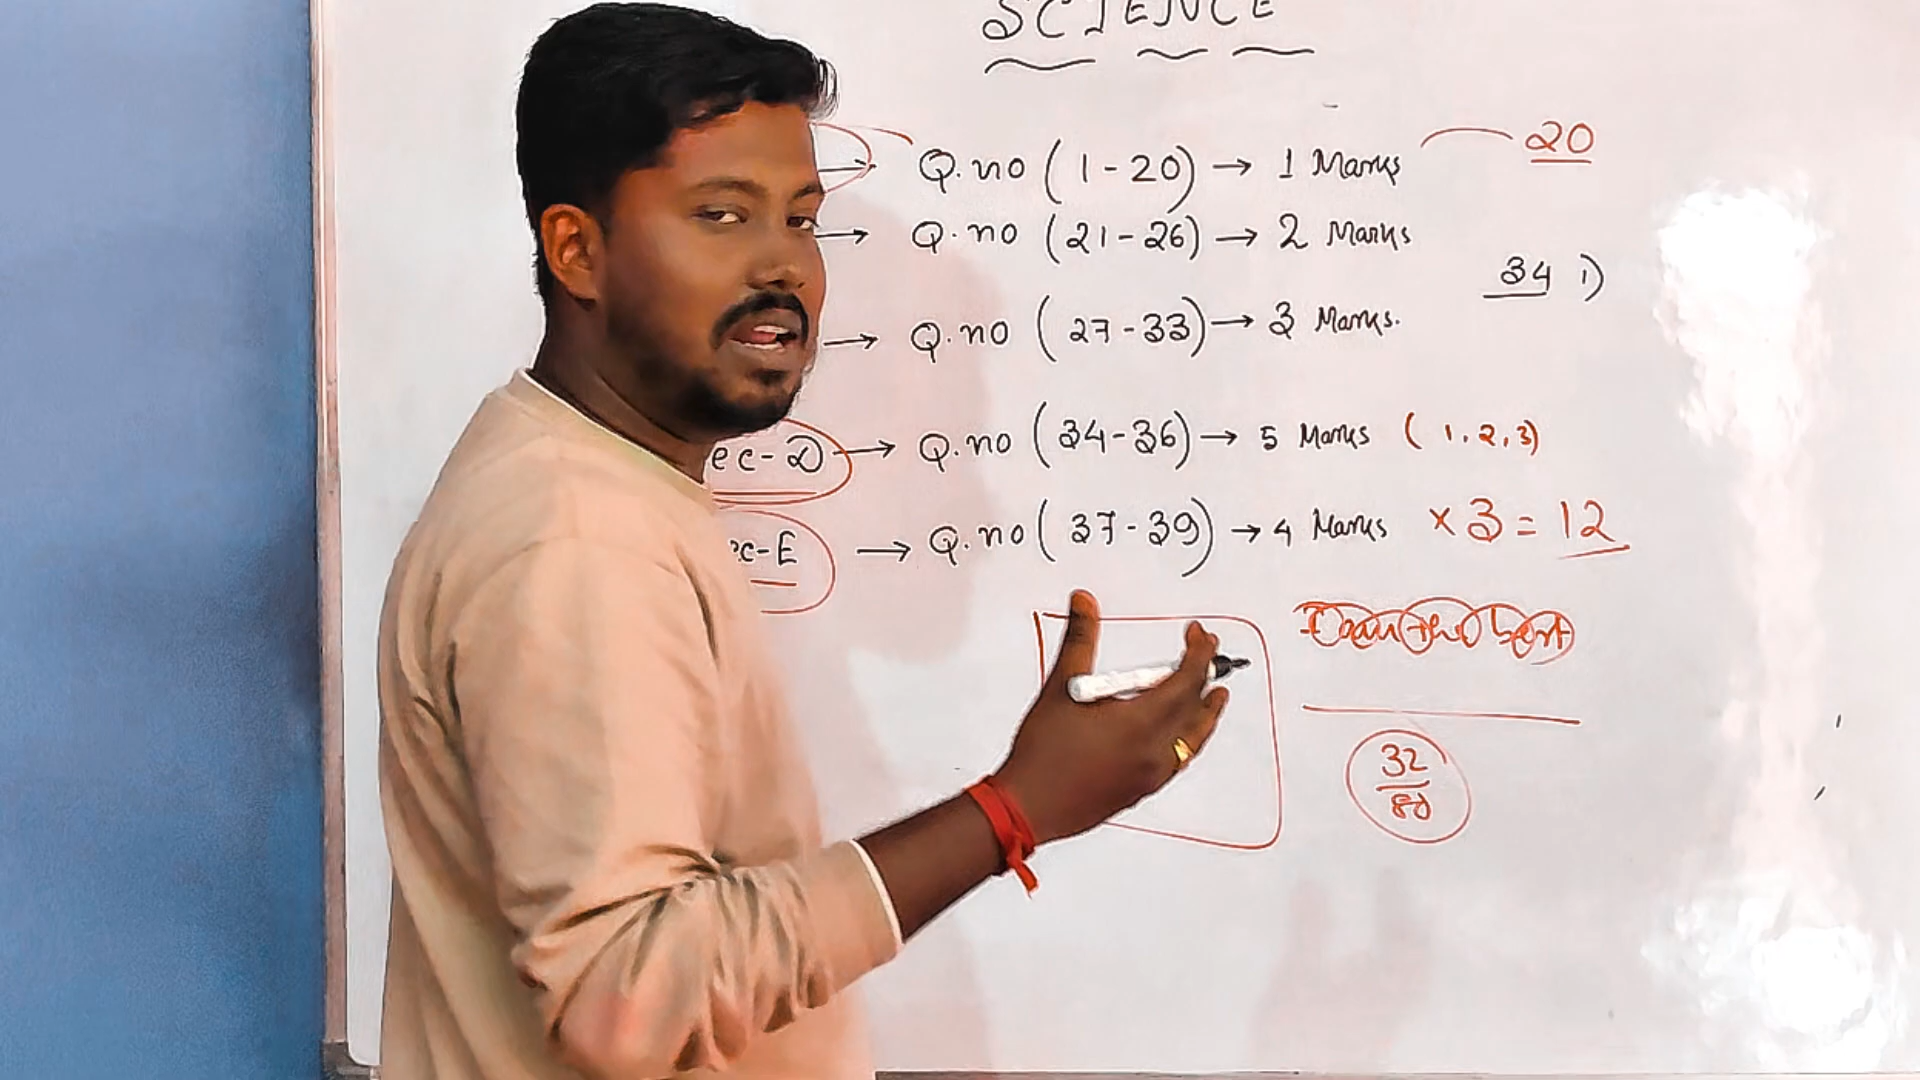 SCIENCE
→ Q.no (1-20) → 1 Marks 20
→ Q.no (21-26) → 2 Marks
34 1)
→ Q.no (27-33) → 3 Marks.
ec-D → Q.no (34-36) → 5 Marks (1,2,3)
c-E → Q.no (37-39) → 4 Marks × 3 = 12
32
80